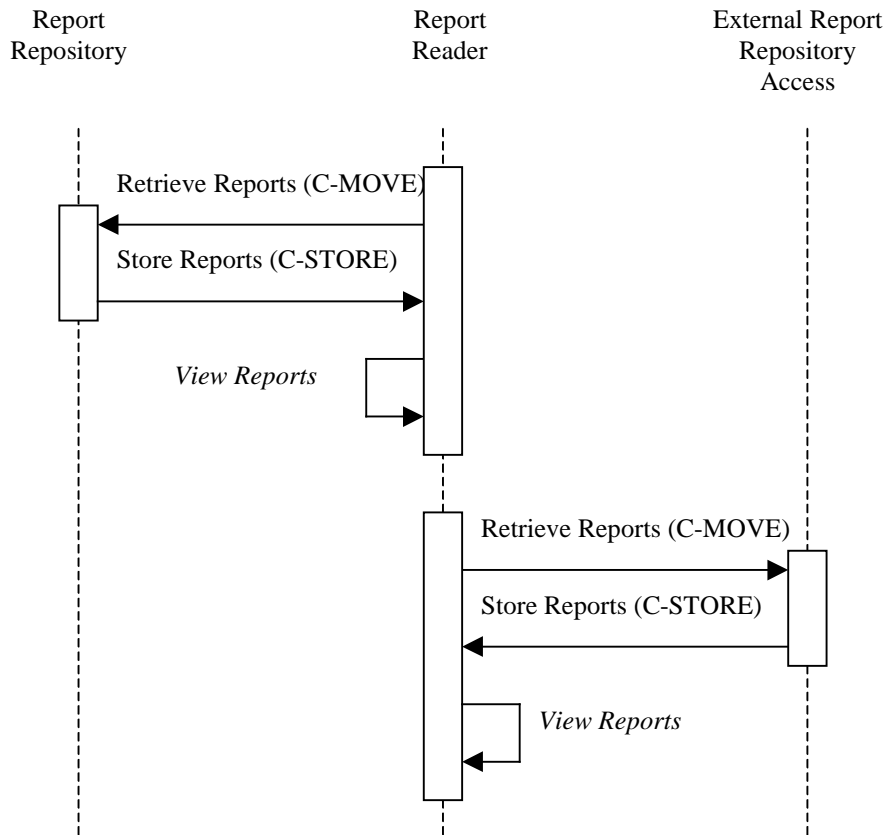 Report
Repository
Report
Reader
External Report
Repository
Access
Retrieve Reports (C-MOVE)
Store Reports (C-STORE)
View Reports
Retrieve Reports (C-MOVE)
Store Reports (C-STORE)
View Reports